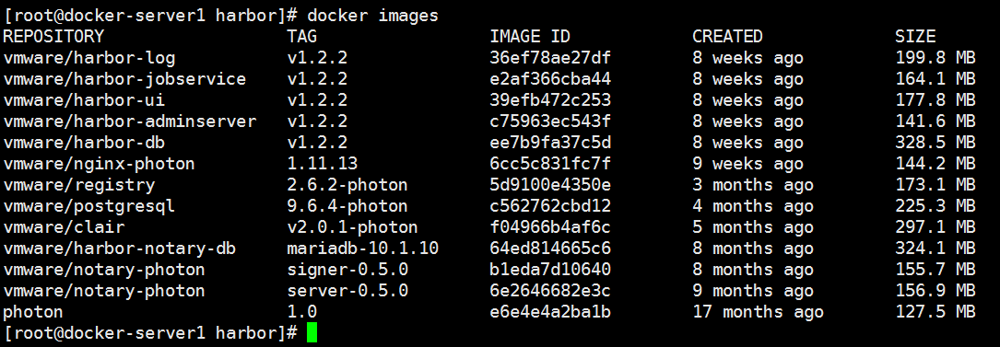 [root@docker-server1 harbor]# docker images
REPOSITORY TAG IMAGE ID CREATED SIZE
vmware/harbor-log v1.2.2 36ef78ae27df 8 weeks ago 199.8 MB
vmware/harbor-jobservice v1.2.2 e2af366cba44 8 weeks ago 164.1 MB
vmware/harbor-ui v1.2.2 39efb472c253 8 weeks ago 177.8 MB
vmware/harbor-adminserver v1.2.2 c75963ec543f 8 weeks ago 141.6 MB
vmware/harbor-db v1.2.2 ee7b9fa37c5d 8 weeks ago 328.5 MB
vmware/nginx-photon 1.11.13 6cc5c831fc7f 9 weeks ago 144.2 MB
vmware/registry 2.6.2-photon 5d9100e4350e 3 months ago 173.1 MB
vmware/postgresql 9.6.4-photon c562762cbd12 4 months ago 225.3 MB
vmware/clair v2.0.1-photon f04966b4af6c 5 months ago 297.1 MB
vmware/harbor-notary-db mariadb-10.1.10 64ed814665c6 8 months ago 324.1 MB
vmware/notary-photon signer-0.5.0 b1eda7d10640 8 months ago 155.7 MB
vmware/notary-photon server-0.5.0 6e2646682e3c 9 months ago 156.9 MB
photon 1.0 e6e4e4a2ba1b 17 months ago 127.5 MB
[root@docker-server1 harbor]#